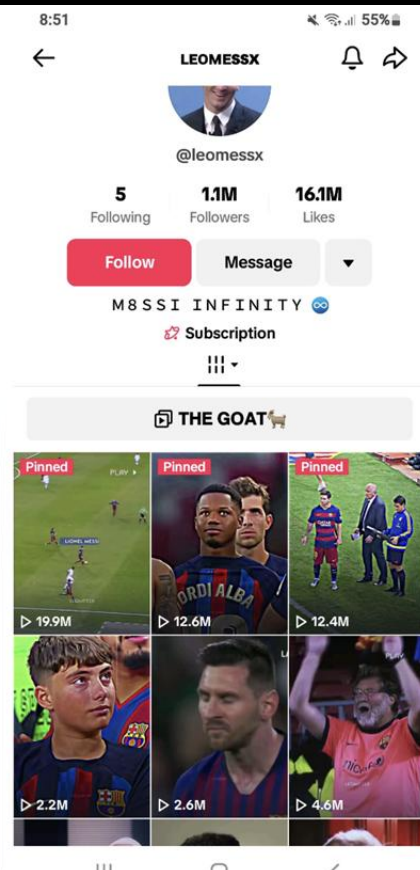 8:51 55%
LEOMESSX
@leomessx
5 1.1M 16.1M
Following Followers Likes
Follow Message
M8SSI INFINITY ♾️
Subscription
THE GOAT🐐
Pinned Pinned Pinned
PLAY
LIONEL MESSI
JORDI ALBA
19.9M 12.6M 12.4M
PLAY
2.2M 2.6M 4.6M